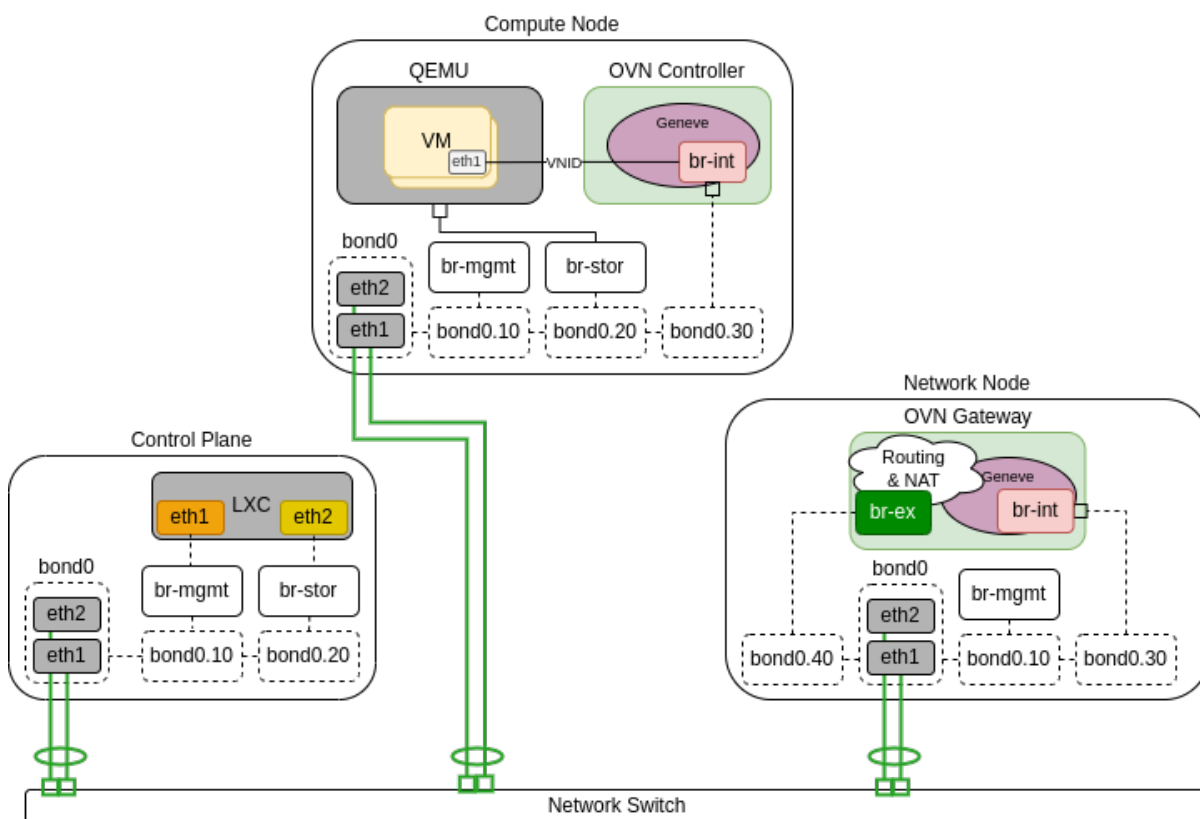 Compute Node
QEMU
OVN Controller
VM
eth1
VNID
Geneve
br-int
bond0
eth2
eth1
br-mgmt
br-stor
bond0.10
bond0.20
bond0.30
Control Plane
LXC
eth1
eth2
bond0
eth2
eth1
br-mgmt
br-stor
bond0.10
bond0.20
Network Node
OVN Gateway
Routing
& NAT
Geneve
br-ex
br-int
bond0
eth2
eth1
br-mgmt
bond0.40
bond0.10
bond0.30
Network Switch